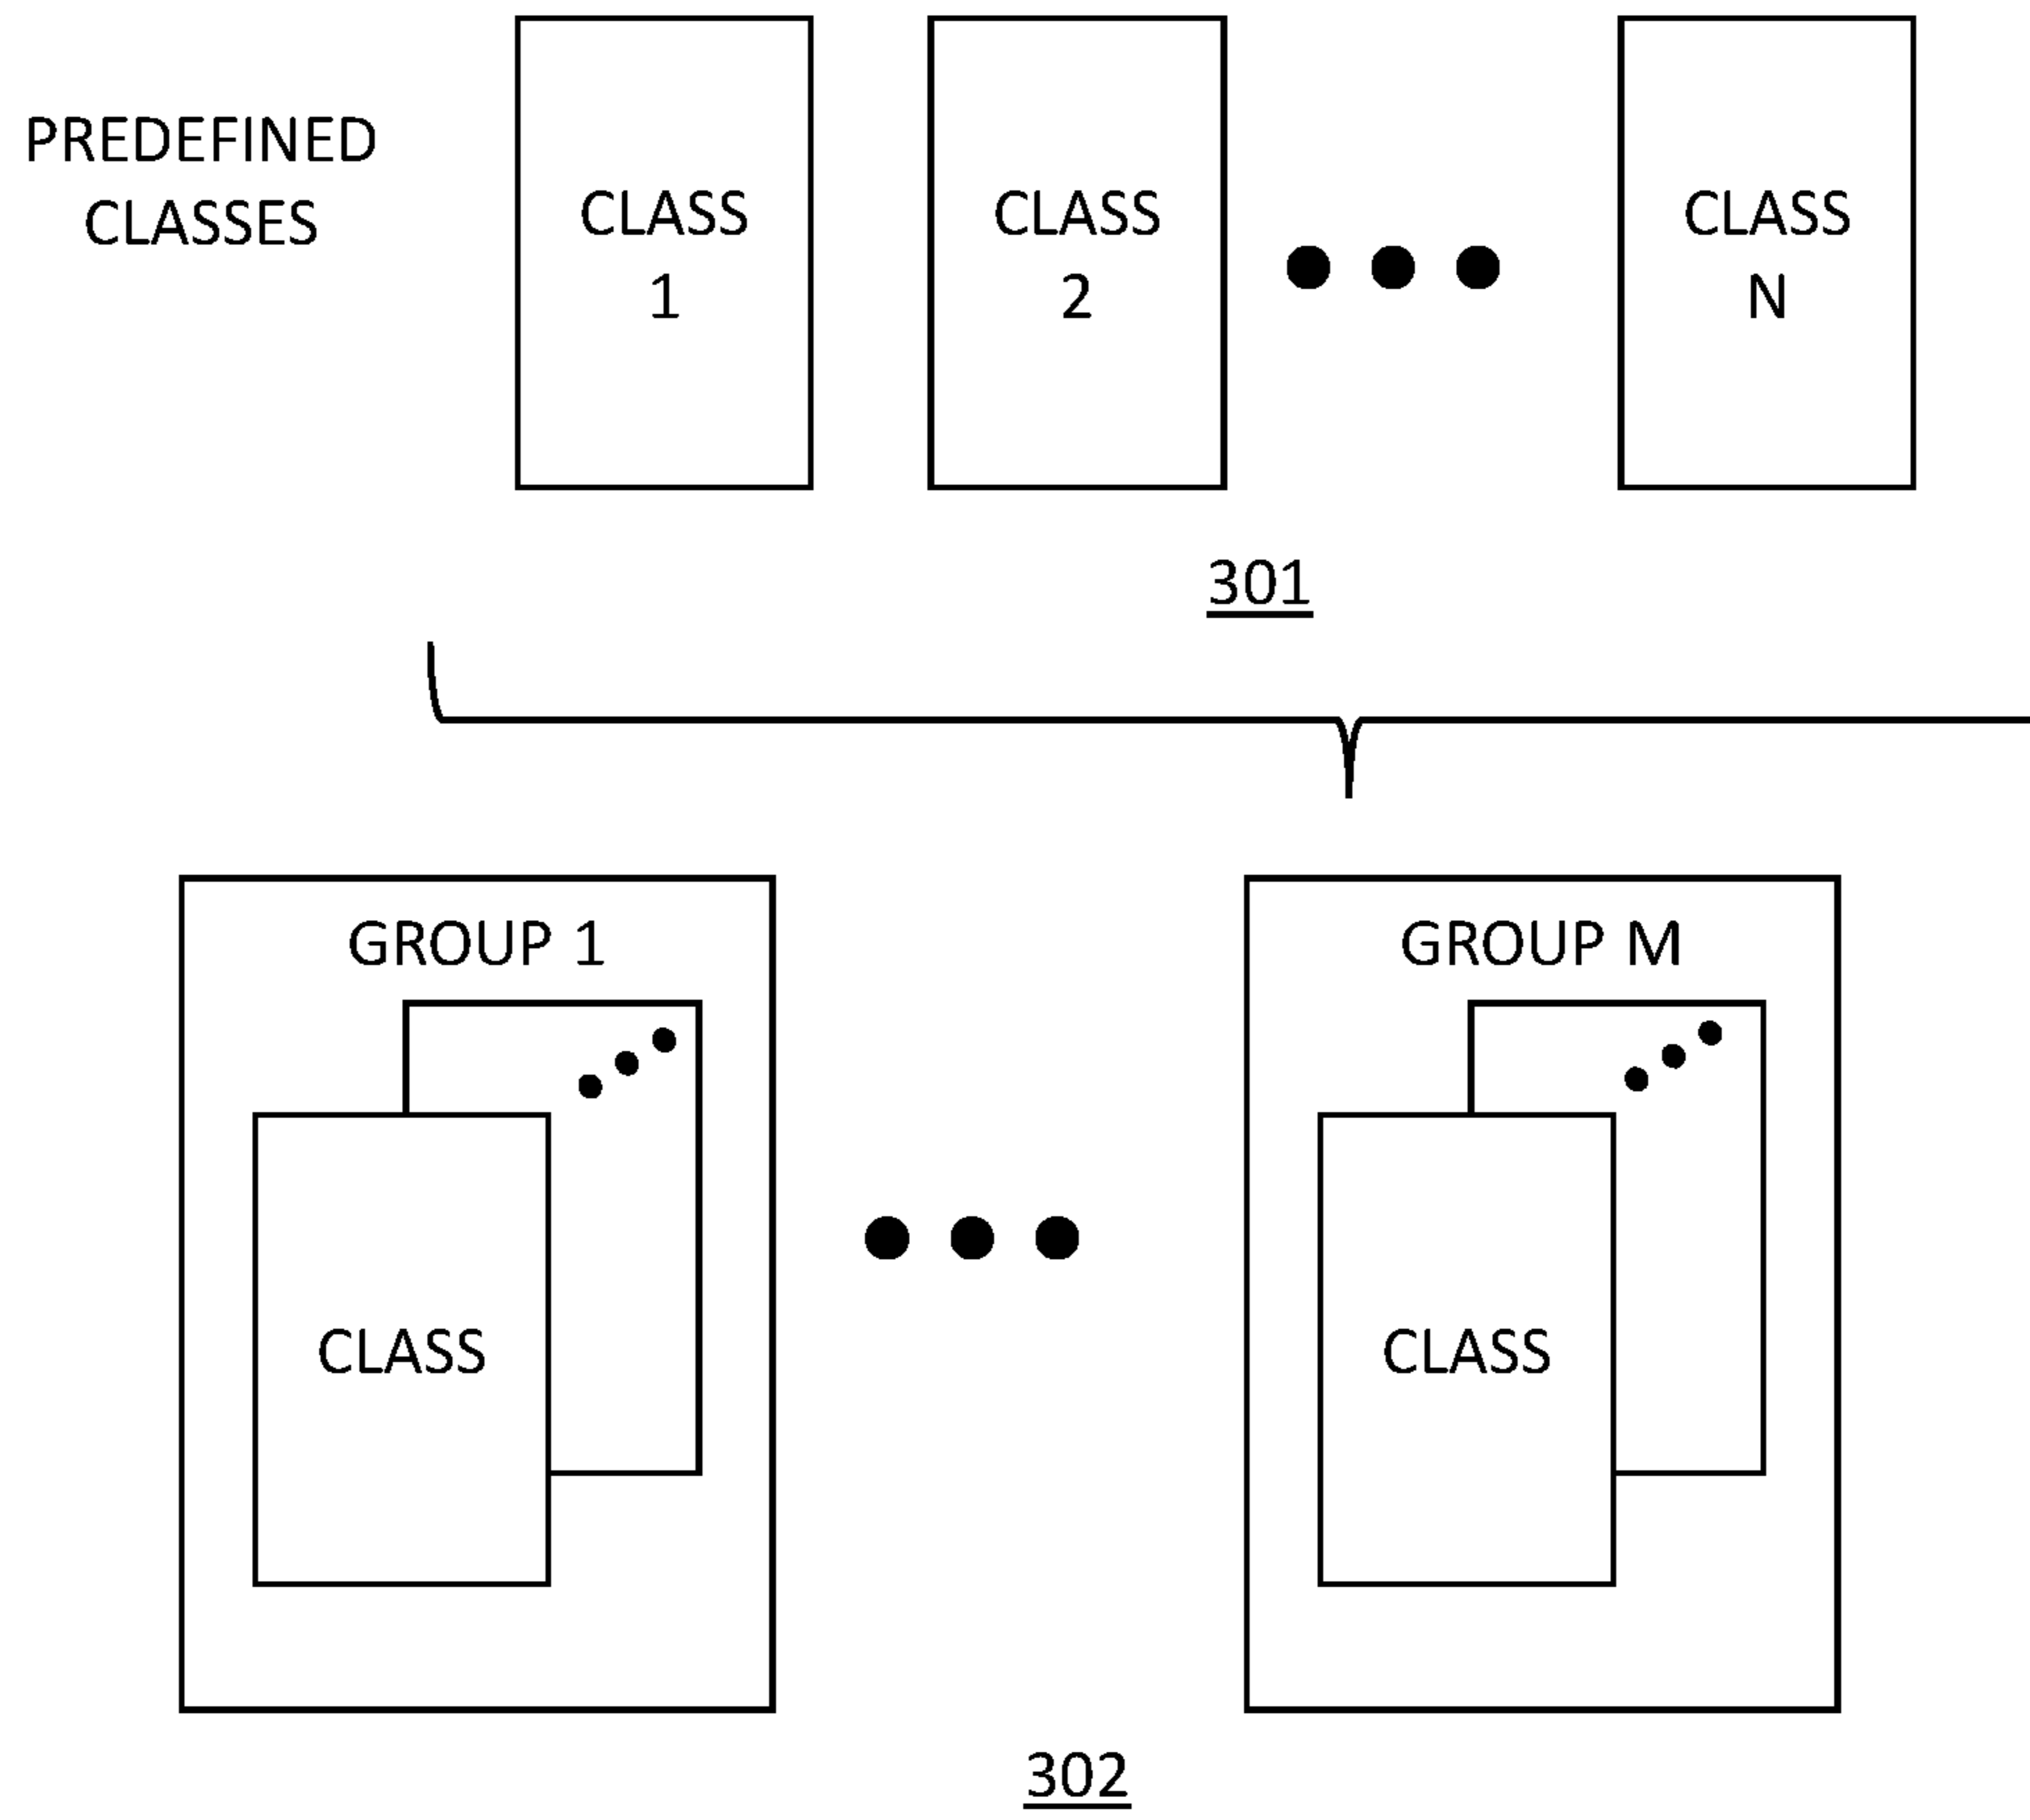 PREDEFINED
CLASSES
CLASS
1
CLASS
2
CLASS
N
301
GROUP 1
CLASS
GROUP M
CLASS
302